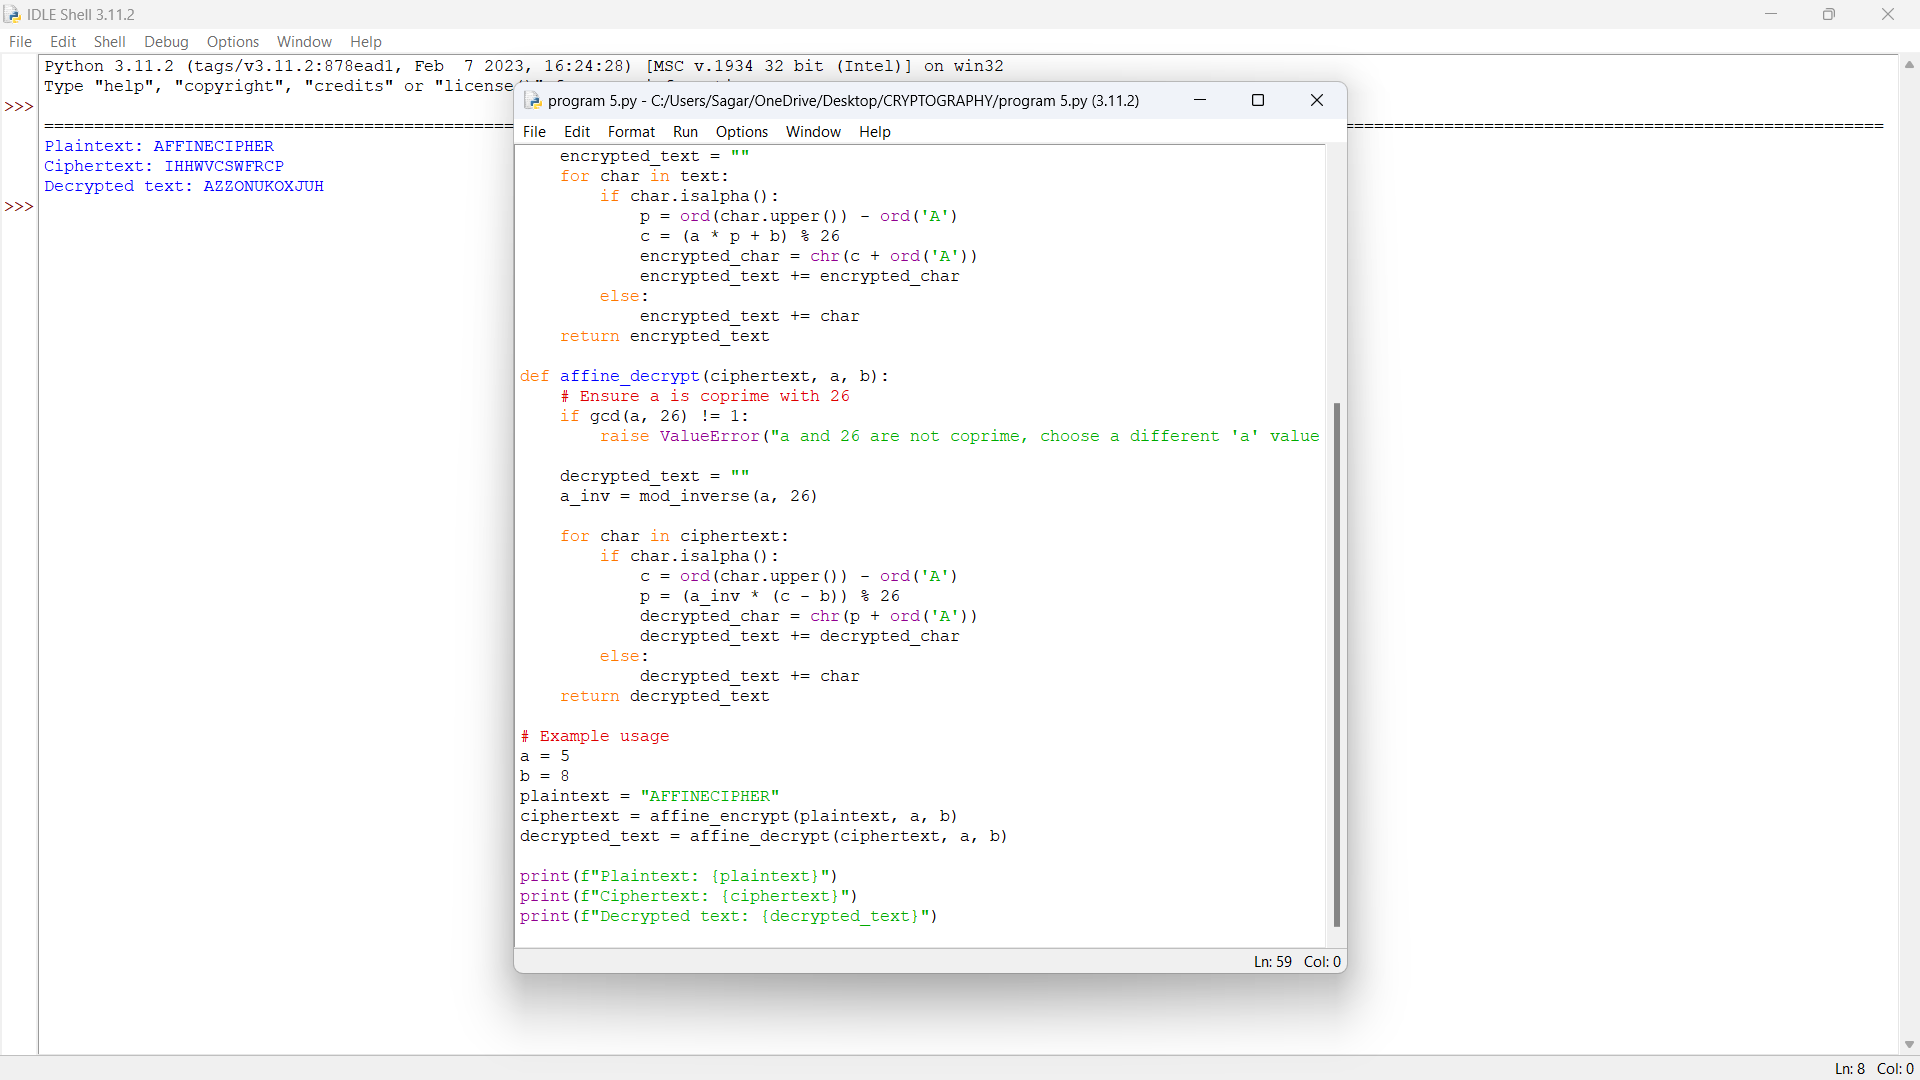 IDLE Shell 3.11.2
File Edit Shell Debug Options Window Help
Python 3.11.2 (tags/v3.11.2:878ead1, Feb  7 2023, 16:24:28) [MSC v.1934 32 bit (Intel)] on win32
Type "help", "copyright", "credits" or "license
>>>
Plaintext: AFFINECIPHER
Ciphertext: IHHWVCSWFRCP
Decrypted text: AZZONUKOXJUH
>>>
program 5.py - C:/Users/Sagar/OneDrive/Desktop/CRYPTOGRAPHY/program 5.py (3.11.2)
File Edit Format Run Options Window Help
    encrypted_text = ""
    for char in text:
        if char.isalpha():
            p = ord(char.upper()) - ord('A')
            c = (a * p + b) % 26
            encrypted_char = chr(c + ord('A'))
            encrypted_text += encrypted_char
        else:
            encrypted_text += char
    return encrypted_text
def affine_decrypt(ciphertext, a, b):
    # Ensure a is coprime with 26
    if gcd(a, 26) != 1:
        raise ValueError("a and 26 are not coprime, choose a different 'a' value
    decrypted_text = ""
    a_inv = mod_inverse(a, 26)
    for char in ciphertext:
        if char.isalpha():
            c = ord(char.upper()) - ord('A')
            p = (a_inv * (c - b)) % 26
            decrypted_char = chr(p + ord('A'))
            decrypted_text += decrypted_char
        else:
            decrypted_text += char
    return decrypted_text
# Example usage
a = 5
b = 8
plaintext = "AFFINECIPHER"
ciphertext = affine_encrypt(plaintext, a, b)
decrypted_text = affine_decrypt(ciphertext, a, b)
print(f"Plaintext: {plaintext}")
print(f"Ciphertext: {ciphertext}")
print(f"Decrypted text: {decrypted_text}")
Ln: 59 Col: 0
Ln: 8 Col: 0